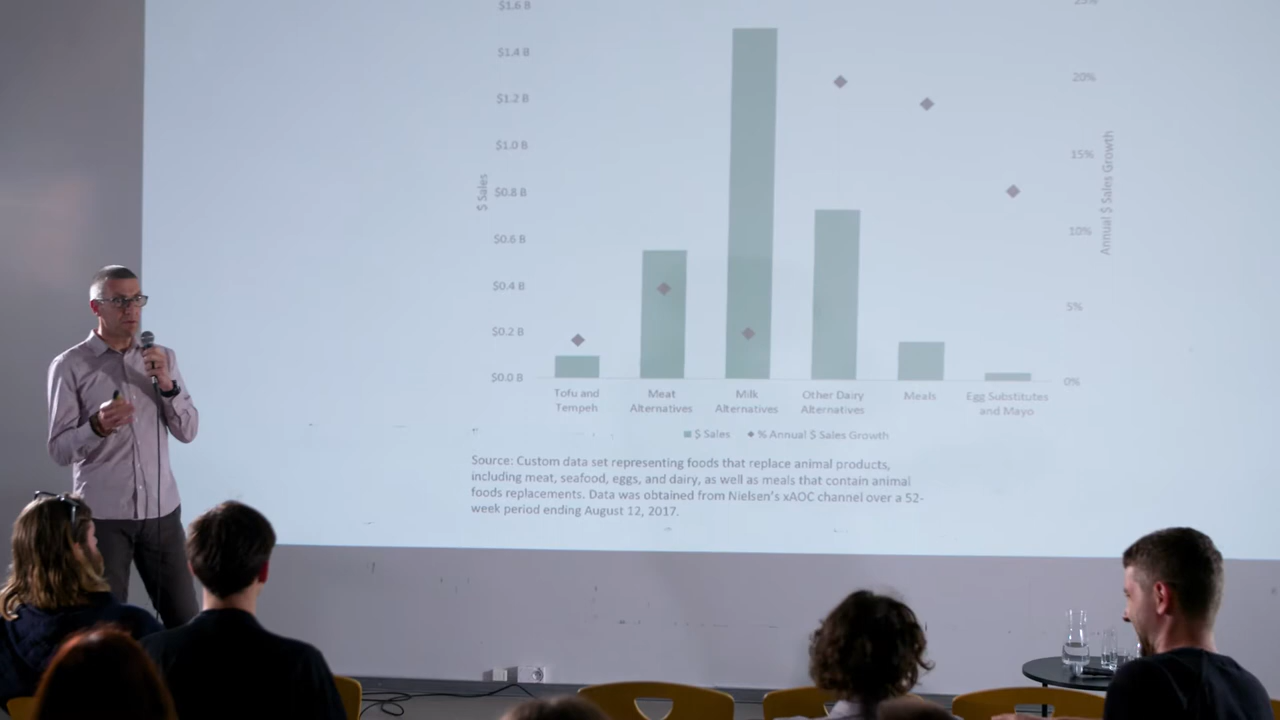 $1.6 B
25%
$1.4 B
20%
$1.2 B
$1.0 B
15%
$ Sales
$0.8 B
Annual $ Sales Growth
$0.6 B
10%
$0.4 B
5%
$0.2 B
$0.0 B
0%
Tofu and
Tempeh
Meat
Alternatives
Milk
Alternatives
Other Dairy
Alternatives
Meals
Egg Substitutes
and Mayo
$ Sales
% Annual $ Sales Growth
Source: Custom data set representing foods that replace animal products,
including meat, seafood, eggs, and dairy, as well as meals that contain animal
foods replacements. Data was obtained from Nielsen's xAOC channel over a 52-
week period ending August 12, 2017.